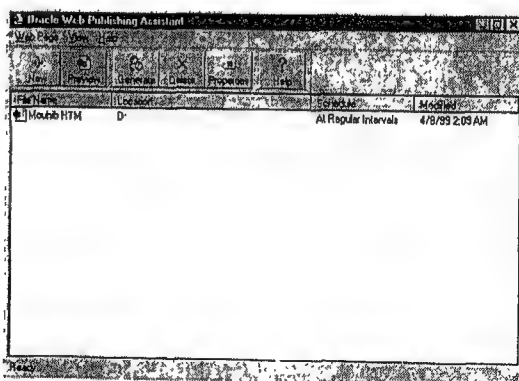 Oracle Web Publishing Assistant
Web Page View Help
New Preview Generate Delete Properties Help
File Name Location Schedule Modified
Mouhib HTM D: At Regular Intervals 4/8/99 2:09 AM
Ready